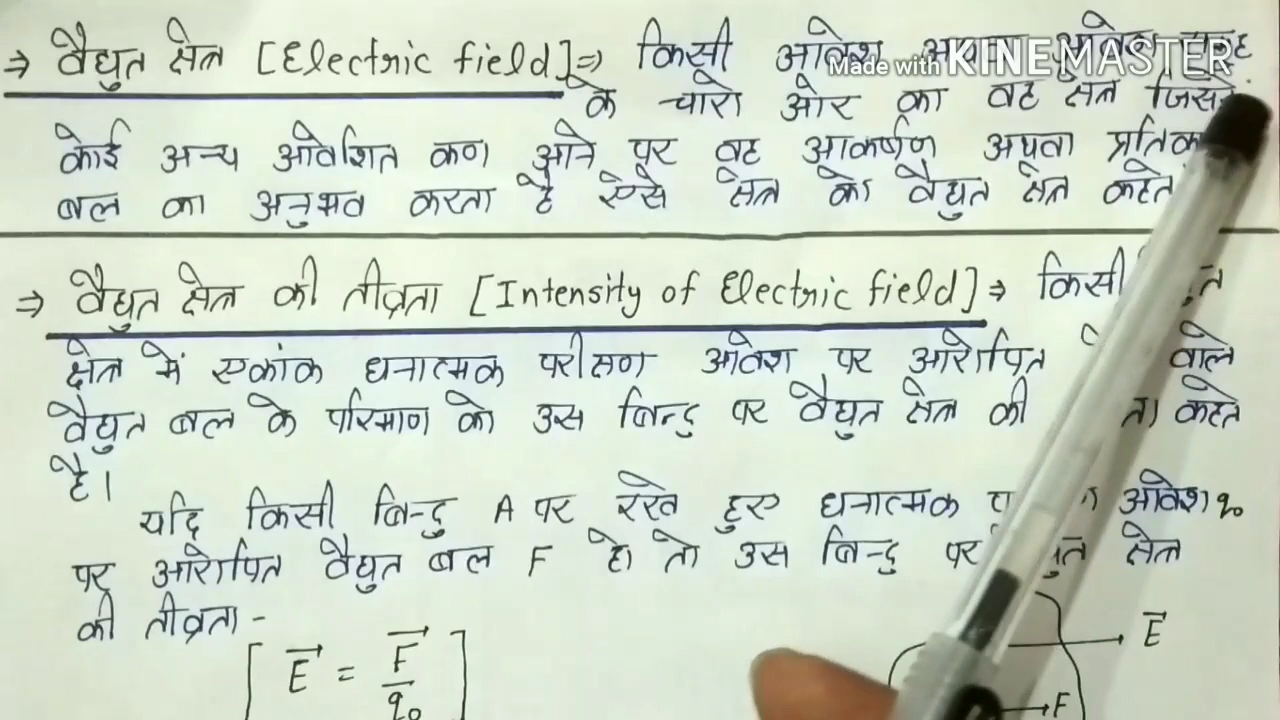 ⇒ वैद्युत क्षेत्र [Electric field] ⇒ किसी आवेश
Made with KINEMASTER
के चारो ओर का वह क्षेत्र
कोई अन्य आवेशित कण आने पर वह आकर्षण अथवा
बल का अनुभव करता है ऐसे क्षेत्र को वैद्युत क्षेत्र कहते
⇒ वैद्युत क्षेत्र की तीव्रता [Intensity of Electric field] ⇒ किसी
क्षेत्र में एकांक धनात्मक परीक्षण आवेश पर आरोपित वाले
वैद्युत बल के परिमाण को उस बिन्दु पर वैद्युत क्षेत्र की कहते
है।
यदि किसी बिन्दु A पर रखे हुए धनात्मक आवेश q₀
पर आरोपित वैद्युत बल F हो तो उस बिन्दु पर क्षेत्र
की तीव्रता -
[ E⃗ = F⃗ / q₀ ]
E⃗
F